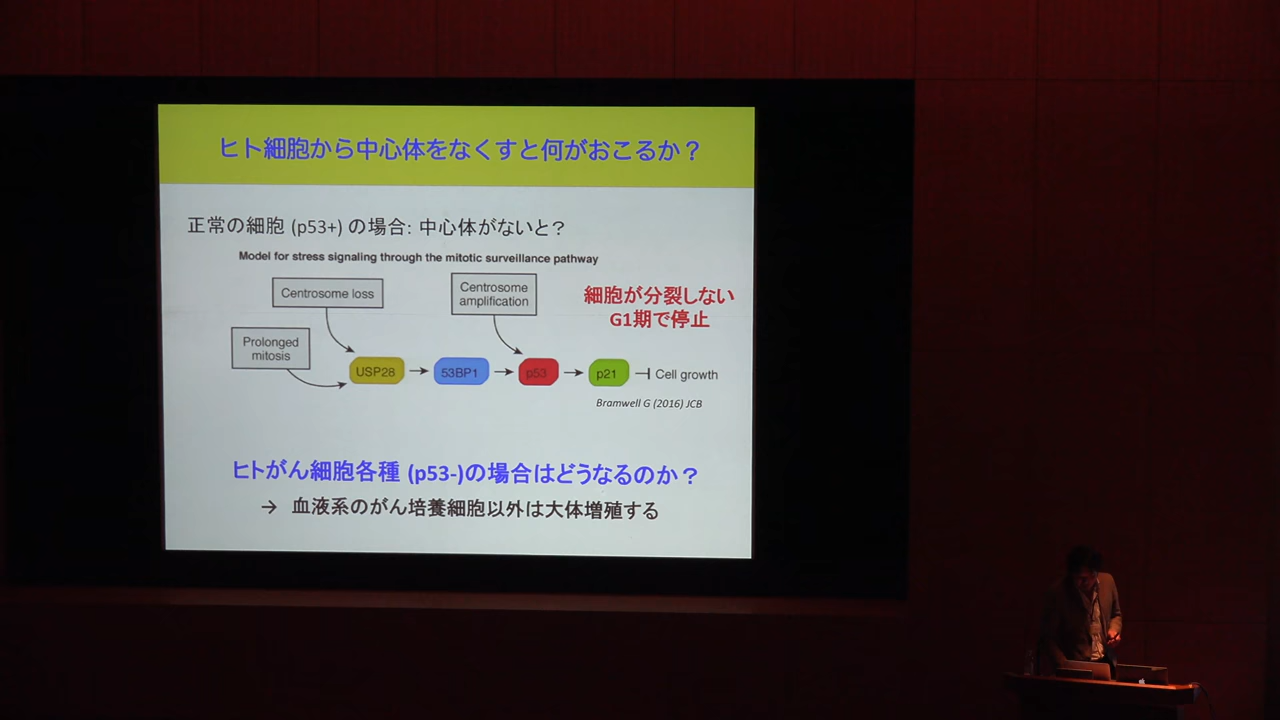 ヒト細胞から中心体をなくすと何がおこるか？
正常の細胞 (p53+) の場合: 中心体がないと？
Model for stress signaling through the mitotic surveillance pathway
Centrosome loss
Centrosome
amplification
細胞が分裂しない
G1期で停止
Prolonged
mitosis
USP28
53BP1
p53
p21
Cell growth
Bramwell G (2016) JCB
ヒトがん細胞各種 (p53-)の場合はどうなるのか？
→ 血液系のがん培養細胞以外は大体増殖する